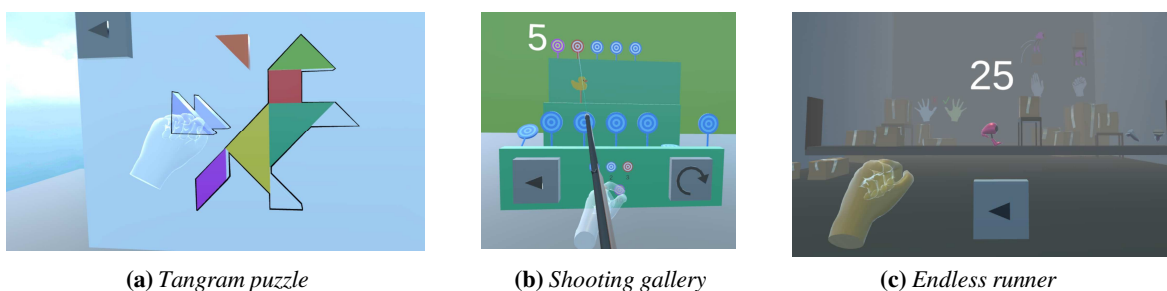 5
25
(a) Tangram puzzle
(b) Shooting gallery
(c) Endless runner